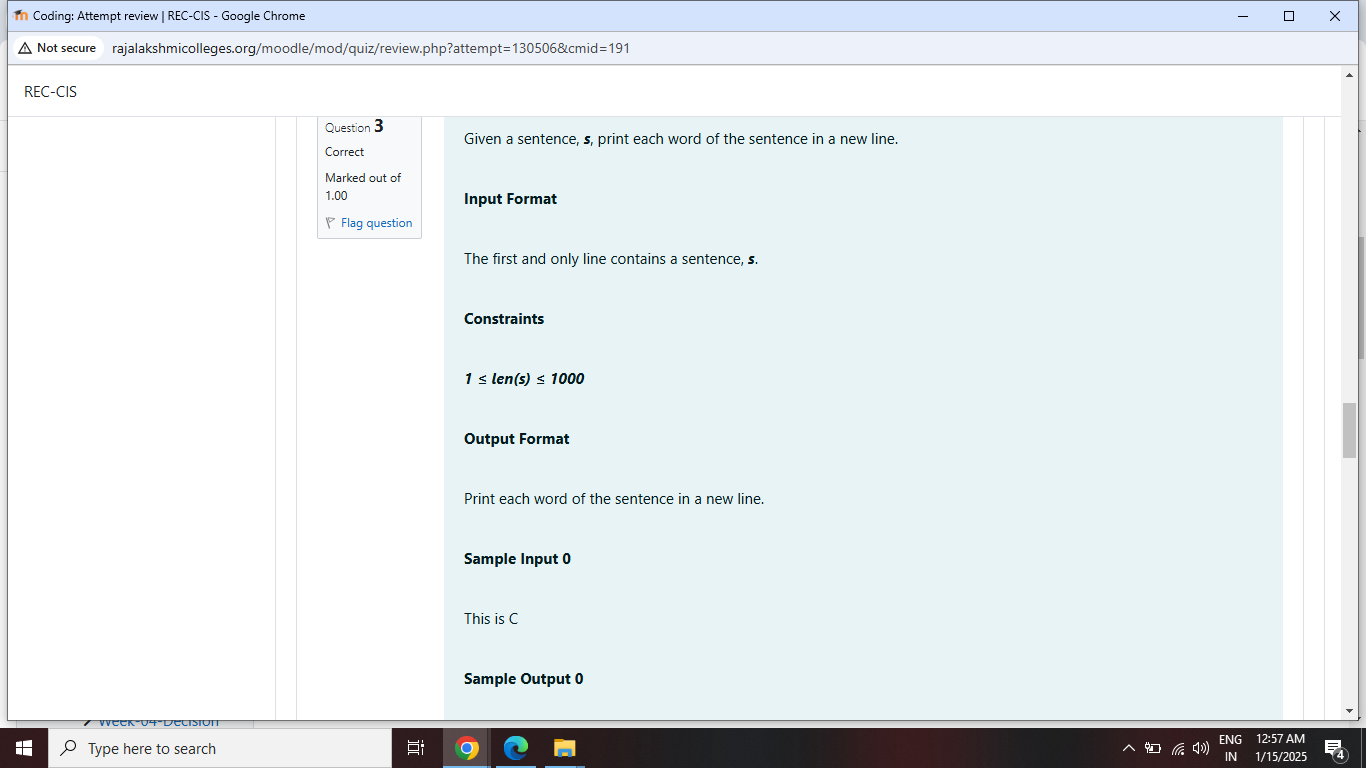 Coding: Attempt review | REC-CIS - Google Chrome
Not secure
rajalakshmicolleges.org/moodle/mod/quiz/review.php?attempt=130506&cmid=191
REC-CIS
Question 3
Correct
Marked out of
1.00
Flag question
Given a sentence, s, print each word of the sentence in a new line.
Input Format
The first and only line contains a sentence, s.
Constraints
1 ≤ len(s) ≤ 1000
Output Format
Print each word of the sentence in a new line.
Sample Input 0
This is C
Sample Output 0
Week-04-Decision
Type here to search
ENG
IN
12:57 AM
1/15/2025
4